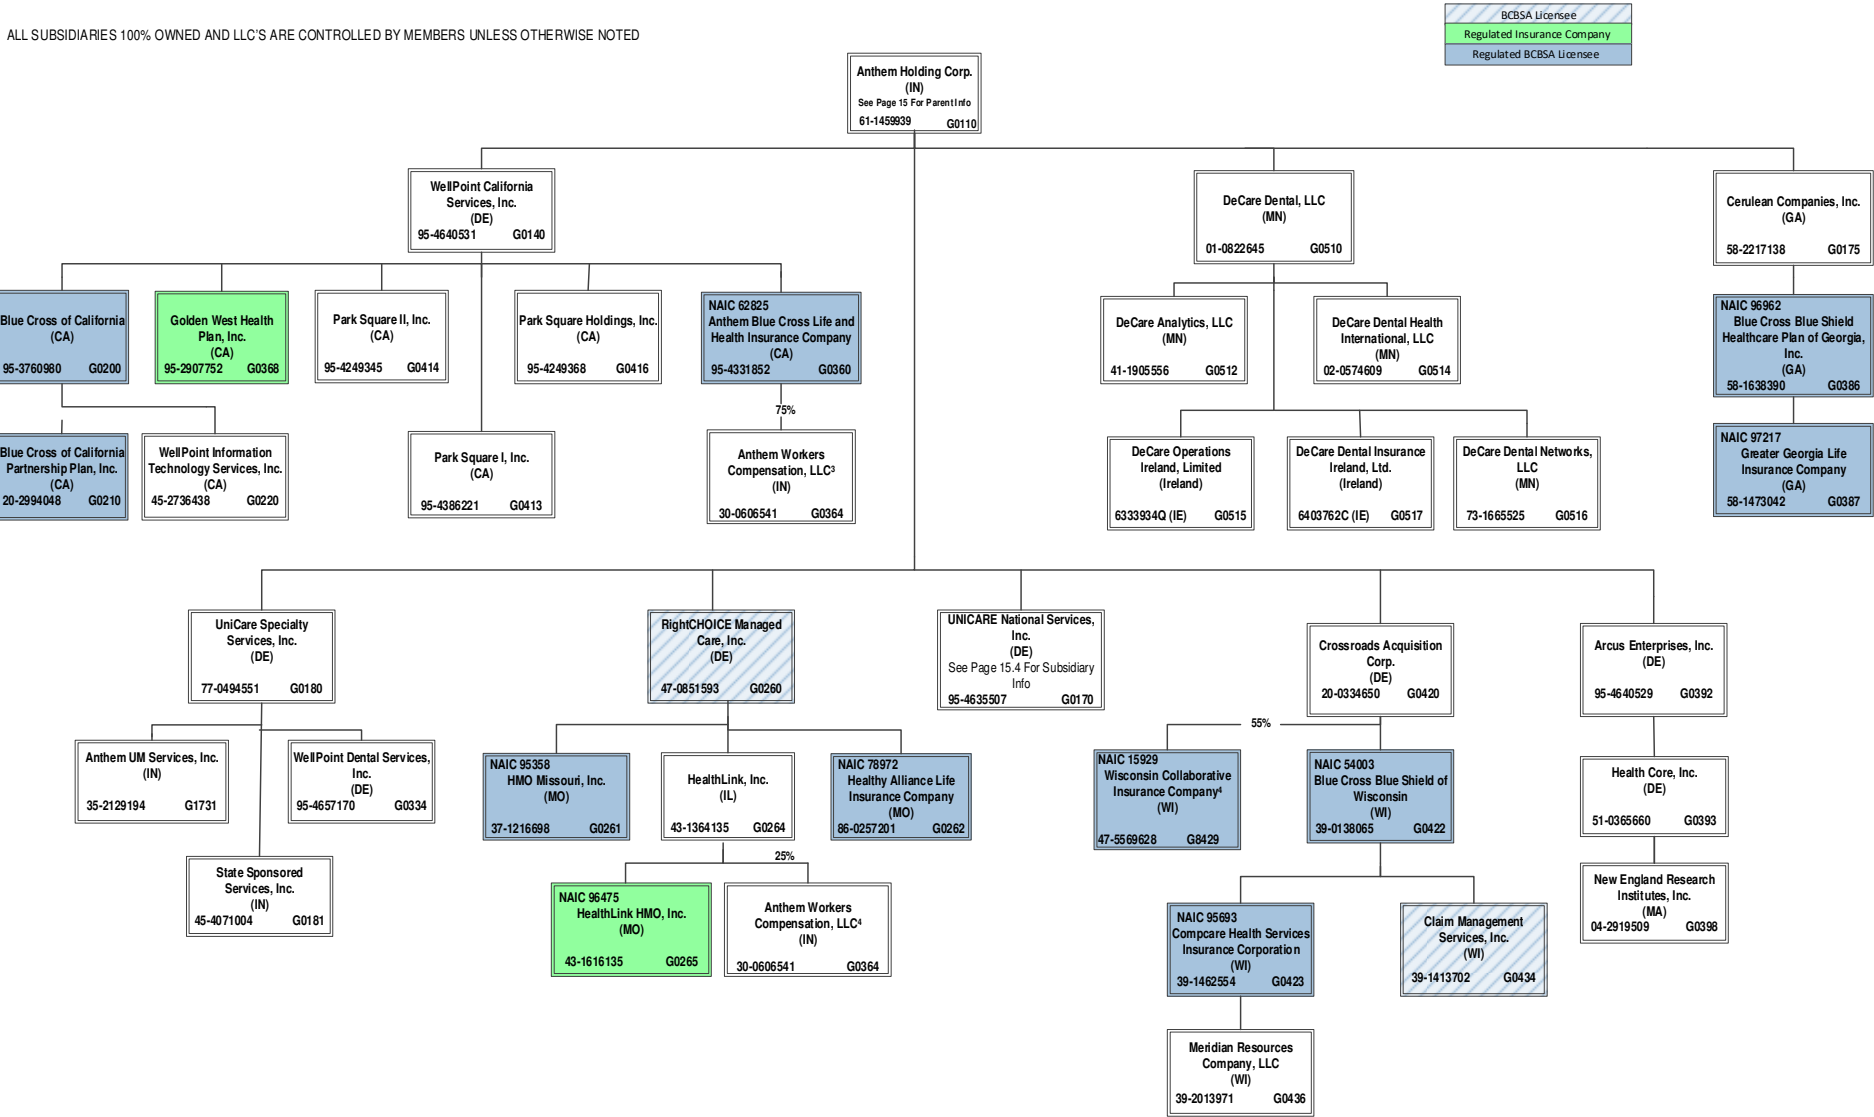 ALL SUBSIDIARIES 100% OWNED AND LLC'S ARE CONTROLLED BY MEMBERS UNLESS OTHERWISE NOTED
BCBSA Licensee
Regulated Insurance Company
Regulated BCBSA Licensee
Anthem Holding Corp.
(IN)
See Page 15 For Parent Info
61-1459939 G0110
WellPoint California
Services, Inc.
(DE)
95-4640531 G0140
DeCare Dental, LLC
(MN)
01-0822645 G0510
Cerulean Companies, Inc.
(GA)
58-2217138 G0175
Blue Cross of California
(CA)
95-3760980 G0200
Golden West Health
Plan, Inc.
(CA)
95-2907752 G0368
Park Square II, Inc.
(CA)
95-4249345 G0414
Park Square Holdings, Inc.
(CA)
95-4249368 G0416
NAIC 62825
Anthem Blue Cross Life and
Health Insurance Company
(CA)
95-4331852 G0360
DeCare Analytics, LLC
(MN)
41-1905556 G0512
DeCare Dental Health
International, LLC
(MN)
02-0574609 G0514
NAIC 96962
Blue Cross Blue Shield
Healthcare Plan of Georgia,
Inc.
(GA)
58-1638390 G0386
75%
Blue Cross of California
Partnership Plan, Inc.
(CA)
20-2994048 G0210
WellPoint Information
Technology Services, Inc.
(CA)
45-2736438 G0220
Park Square I, Inc.
(CA)
95-4386221 G0413
Anthem Workers
Compensation, LLC³
(IN)
30-0606541 G0364
DeCare Operations
Ireland, Limited
(Ireland)
6333934Q (IE) G0515
DeCare Dental Insurance
Ireland, Ltd.
(Ireland)
6403762C (IE) G0517
DeCare Dental Networks,
LLC
(MN)
73-1665525 G0516
NAIC 97217
Greater Georgia Life
Insurance Company
(GA)
58-1473042 G0387
UniCare Specialty
Services, Inc.
(DE)
77-0494551 G0180
RightCHOICE Managed
Care, Inc.
(DE)
47-0851593 G0260
UNICARE National Services,
Inc.
(DE)
See Page 15.4 For Subsidiary
Info
95-4635507 G0170
Crossroads Acquisition
Corp.
(DE)
20-0334650 G0420
Arcus Enterprises, Inc.
(DE)
95-4640529 G0392
55%
Anthem UM Services, Inc.
(IN)
35-2129194 G1731
WellPoint Dental Services,
Inc.
(DE)
95-4657170 G0334
NAIC 95358
HMO Missouri, Inc.
(MO)
37-1216698 G0261
HealthLink, Inc.
(IL)
43-1364135 G0264
NAIC 78972
Healthy Alliance Life
Insurance Company
(MO)
86-0257201 G0262
NAIC 15929
Wisconsin Collaborative
Insurance Company⁴
(WI)
47-5569628 G8429
NAIC 54003
Blue Cross Blue Shield of
Wisconsin
(WI)
39-0138065 G0422
Health Core, Inc.
(DE)
51-0365660 G0393
25%
State Sponsored
Services, Inc.
(IN)
45-4071004 G0181
NAIC 96475
HealthLink HMO, Inc.
(MO)
43-1616135 G0265
Anthem Workers
Compensation, LLC⁴
(IN)
30-0606541 G0364
NAIC 95693
Compcare Health Services
Insurance Corporation
(WI)
39-1462554 G0423
Claim Management
Services, Inc.
(WI)
39-1413702 G0434
New England Research
Institutes, Inc.
(MA)
04-2919509 G0398
Meridian Resources
Company, LLC
(WI)
39-2013971 G0436